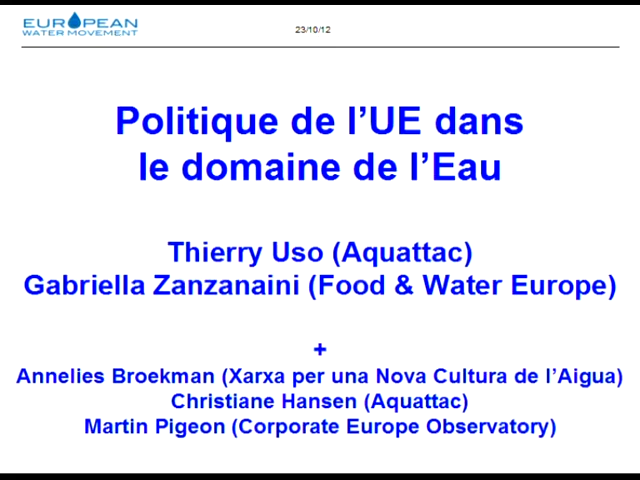 EUROPEAN
WATER MOVEMENT
23/10/12
Politique de l’UE dans
le domaine de l’Eau
Thierry Uso (Aquattac)
Gabriella Zanzanaini (Food & Water Europe)
+
Annelies Broekman (Xarxa per una Nova Cultura de l’Aigua)
Christiane Hansen (Aquattac)
Martin Pigeon (Corporate Europe Observatory)